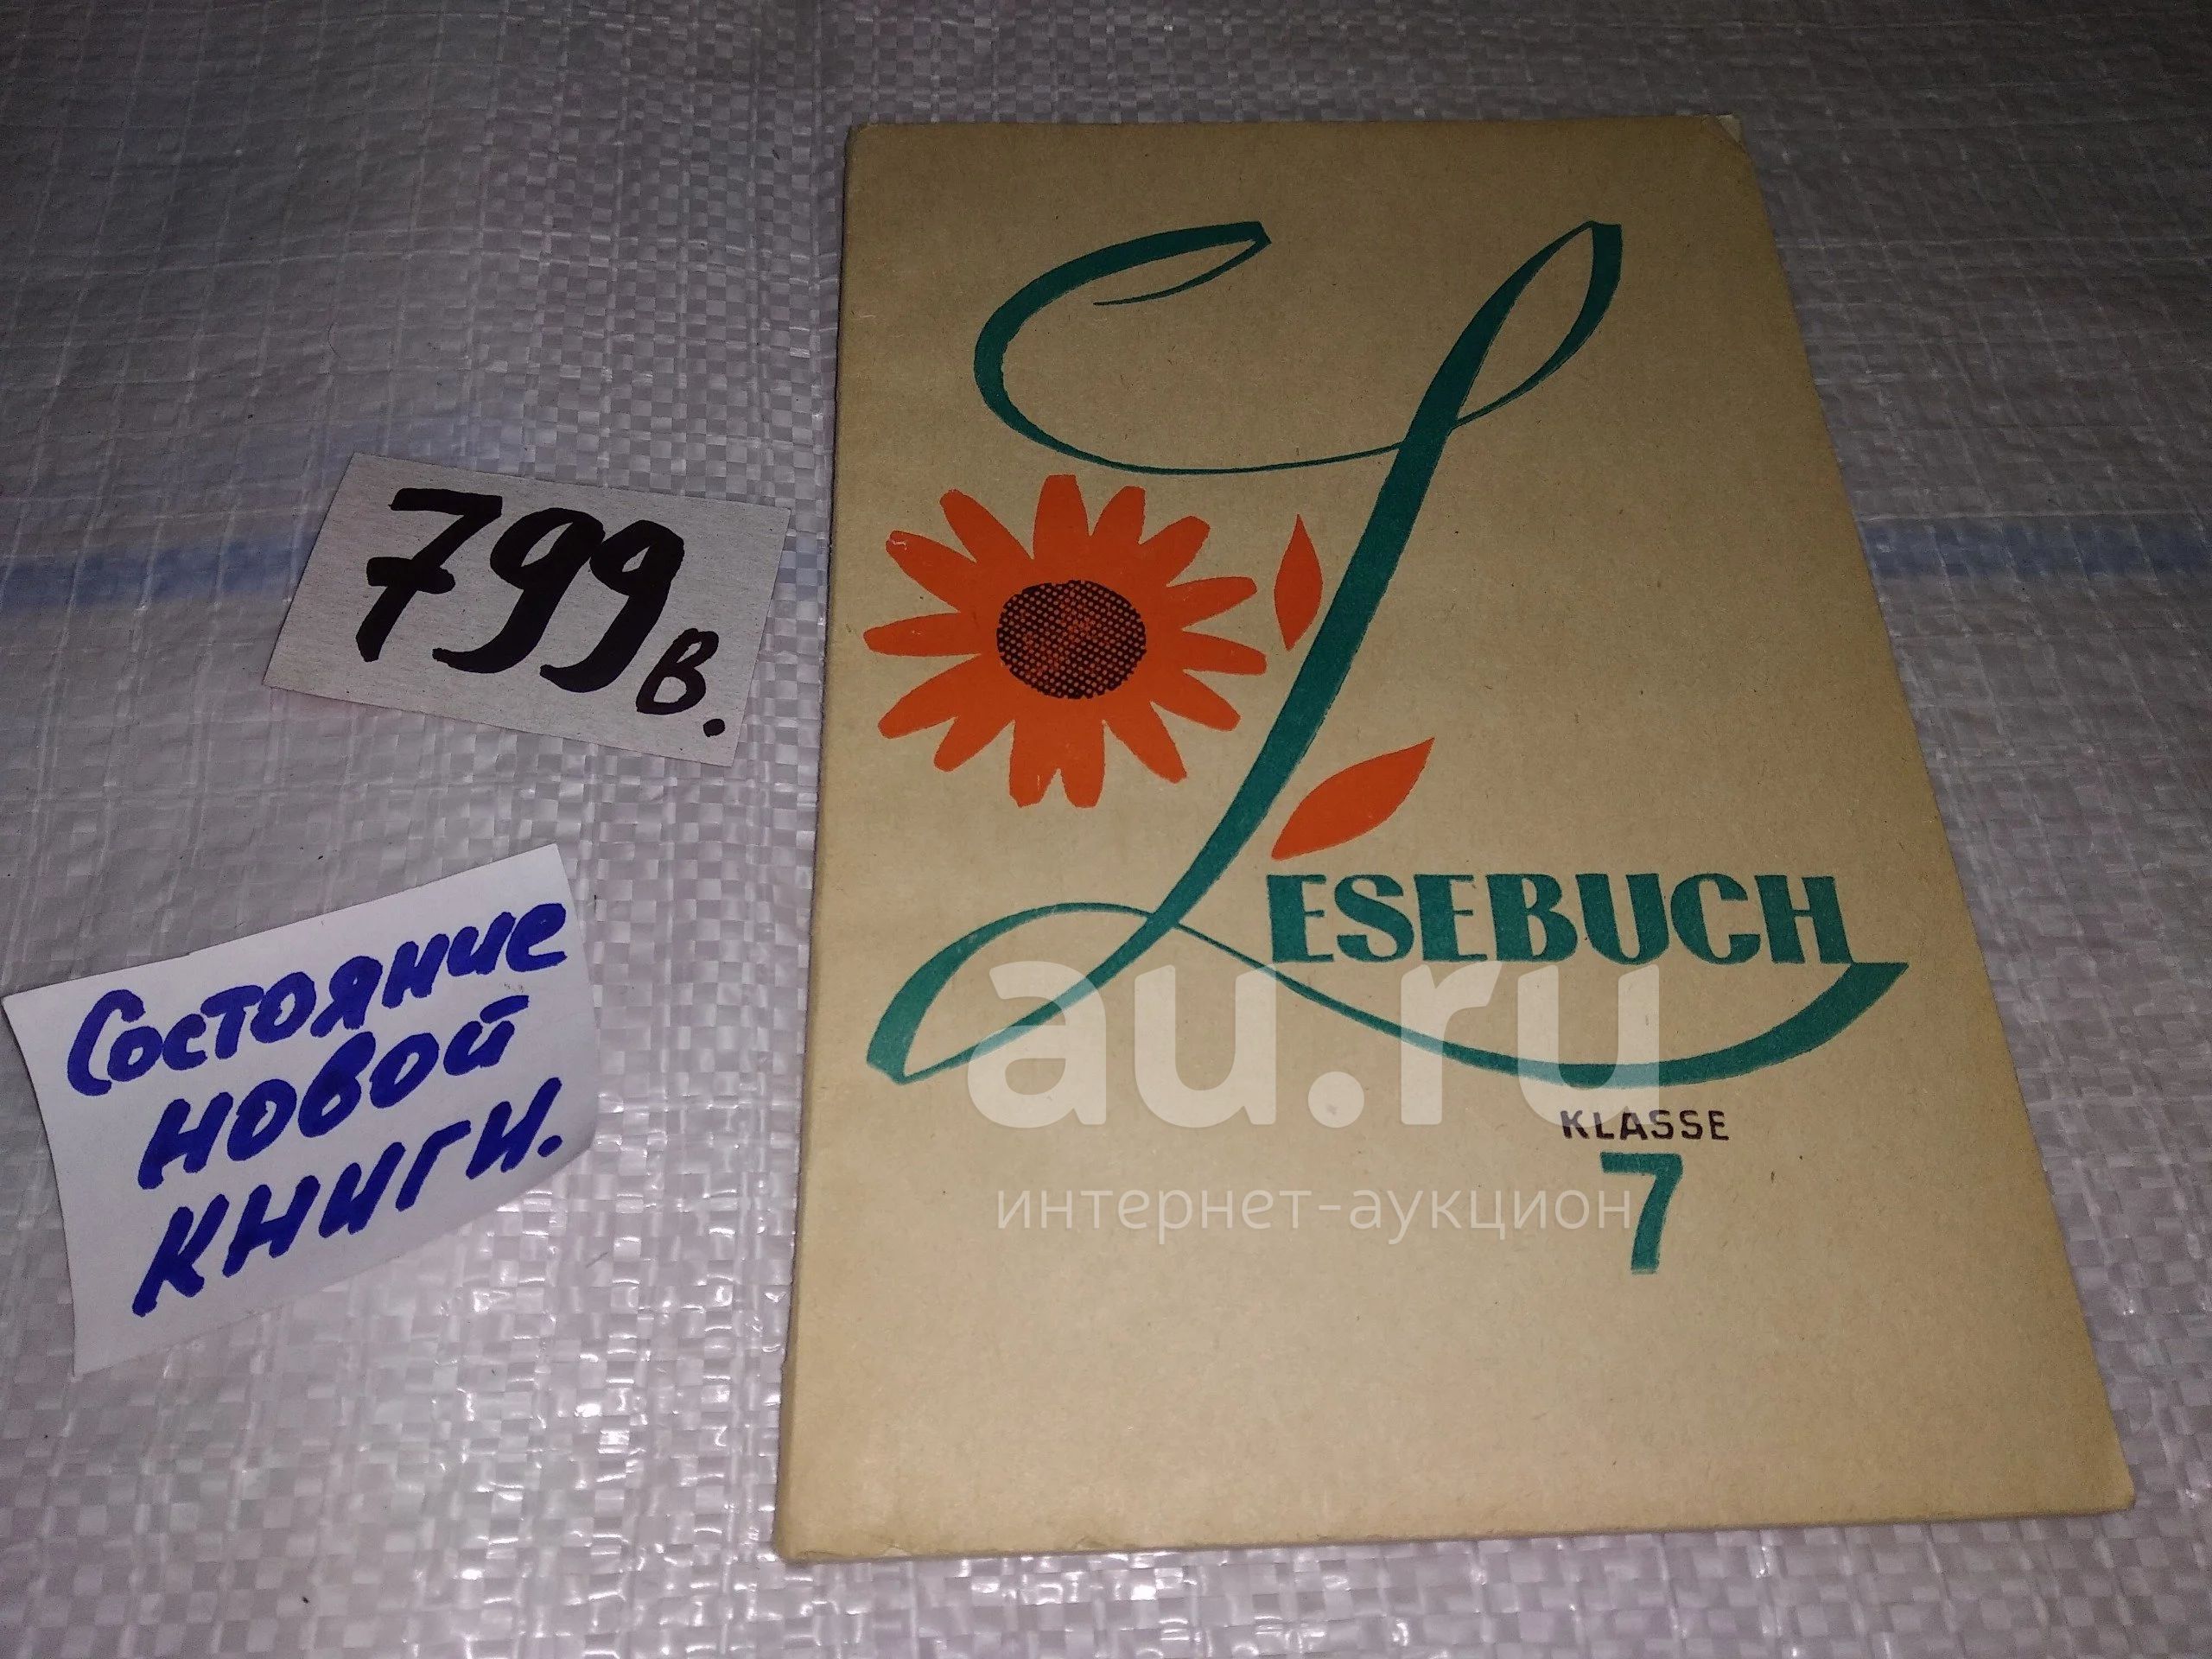 799в.
Состояние
новой
книги.
LESEBUCH
au.ru
KLASSE
интернет-аукцион
7